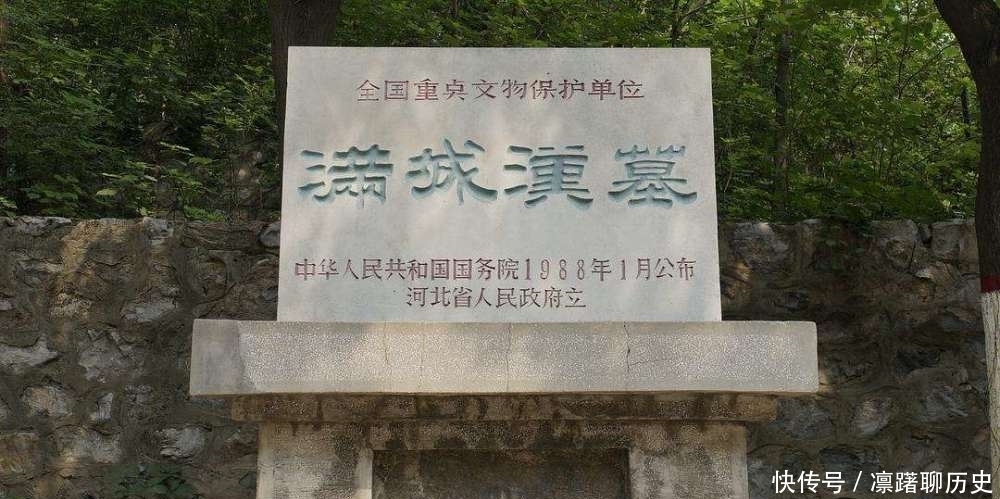 全国重点文物保护单位
满城漢墓
中华人民共和国国务院1988年1月公布
河北省人民政府立
快传号／凛躇聊历史